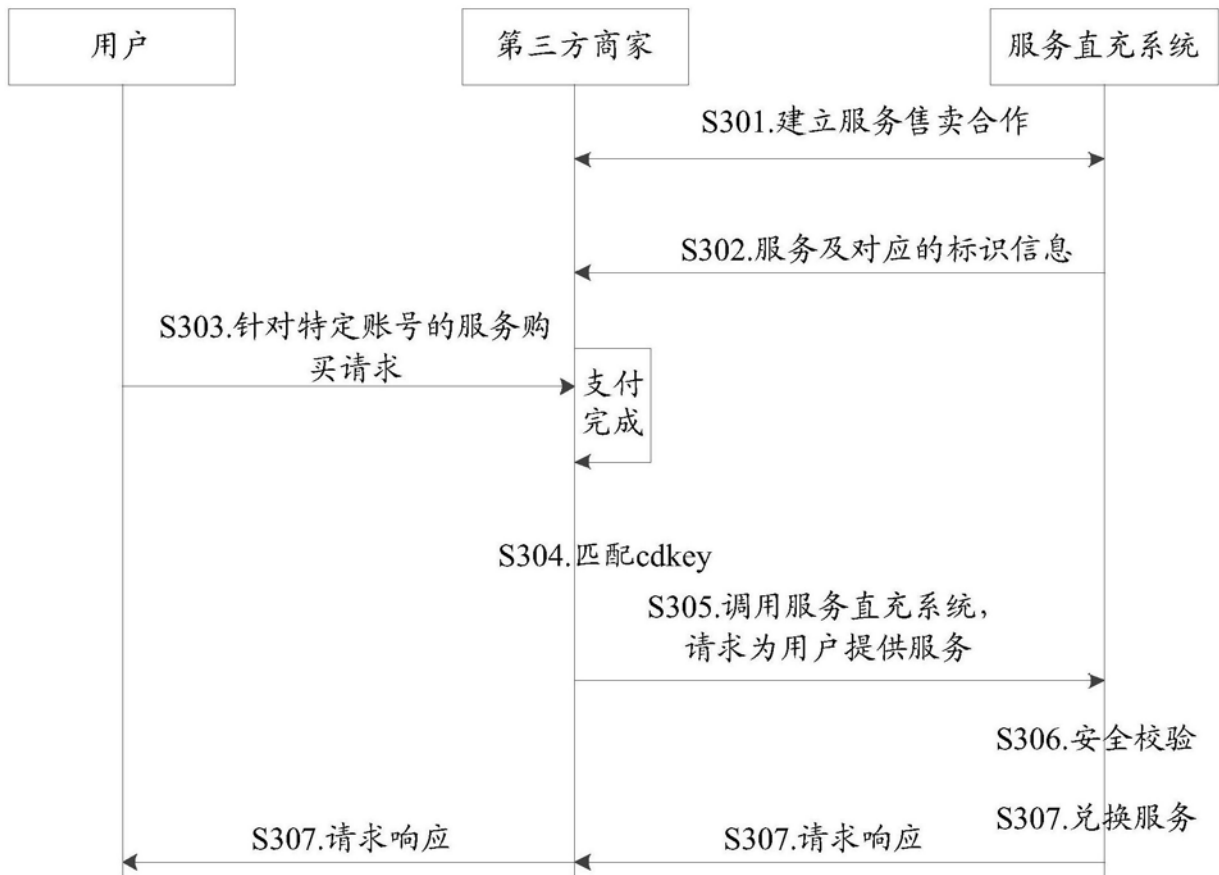 用户
第三方商家
服务直充系统
S301.建立服务售卖合作
S302.服务及对应的标识信息
S303.针对特定账号的服务购
买请求
支付
完成
S304.匹配cdkey
S305.调用服务直充系统，
请求为用户提供服务
S306.安全校验
S307.兑换服务
S307.请求响应
S307.请求响应